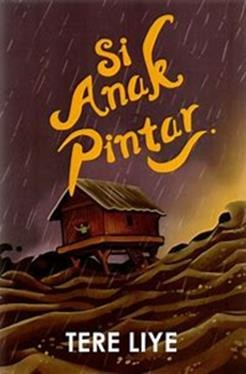 Si
Anak
Pintar.
TERE LIYE